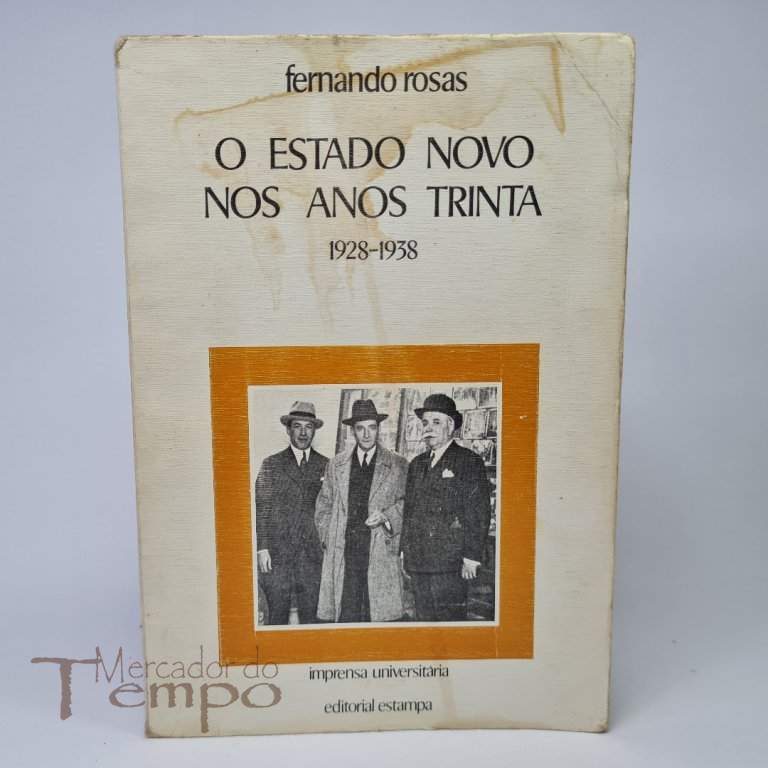 fernando rosas
O ESTADO NOVO
NOS ANOS TRINTA
1928-1938
imprensa universitária
editorial estampa
Mercador do
Tempo